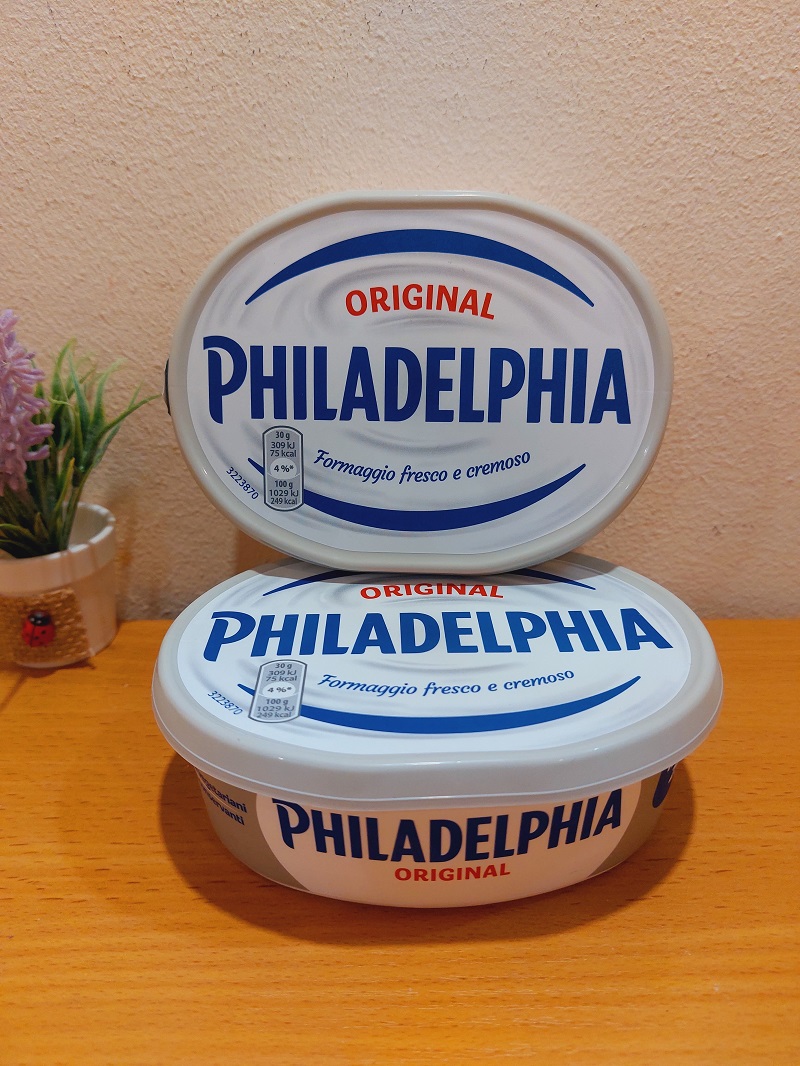 ORIGINAL
PHILADELPHIA
30 g
309 kJ
75 kcal
4 %*
100 g
1029 kJ
249 kcal
Formaggio fresco e cremoso
3223870
ORIGINAL
PHILADELPHIA
30 g
309 kJ
75 kcal
4 %*
100 g
1029 kJ
249 kcal
Formaggio fresco e cremoso
3223870
PHILADELPHIA
ORIGINAL